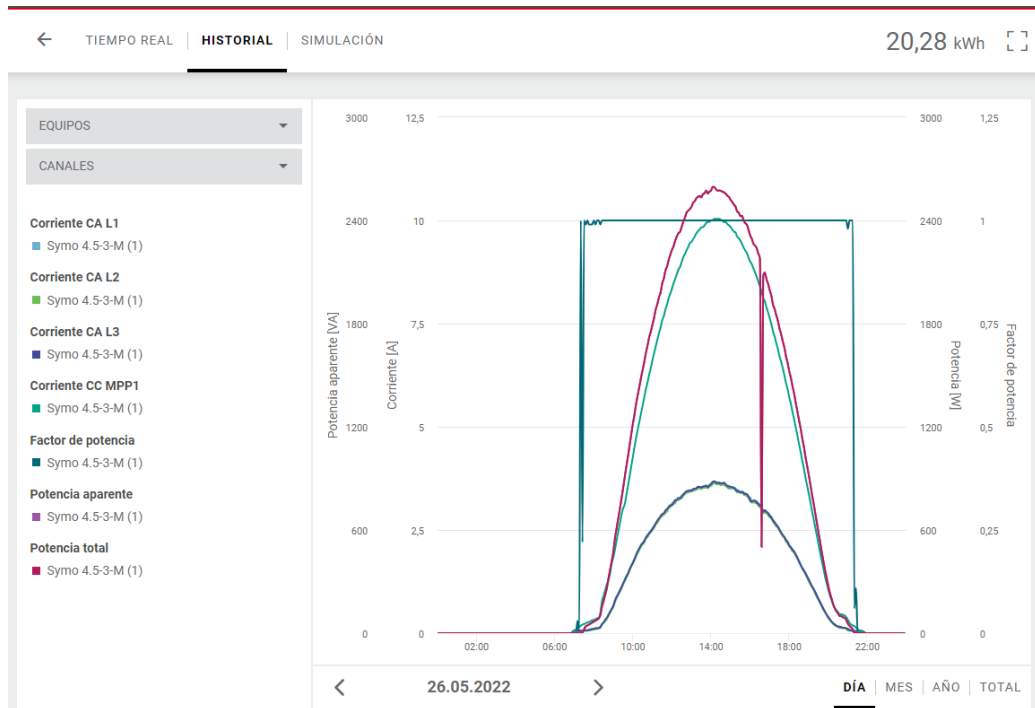 TIEMPO REAL
HISTORIAL
SIMULACIÓN
20,28 kWh
EQUIPOS
CANALES
Corriente CA L1
Symo 4.5-3-M (1)
Corriente CA L2
Symo 4.5-3-M (1)
Corriente CA L3
Symo 4.5-3-M (1)
Corriente CC MPP1
Symo 4.5-3-M (1)
Factor de potencia
Symo 4.5-3-M (1)
Potencia aparente
Symo 4.5-3-M (1)
Potencia total
Symo 4.5-3-M (1)
Potencia aparente [VA]
3000
2400
1800
1200
600
0
Corriente [A]
12,5
10
7,5
5
2,5
0
3000
2400
1800
1200
600
0
Potencia [W]
1,25
1
0,75
0,5
0,25
0
Factor de potencia
02:00
06:00
10:00
14:00
18:00
22:00
26.05.2022
DÍA
MES
AÑO
TOTAL